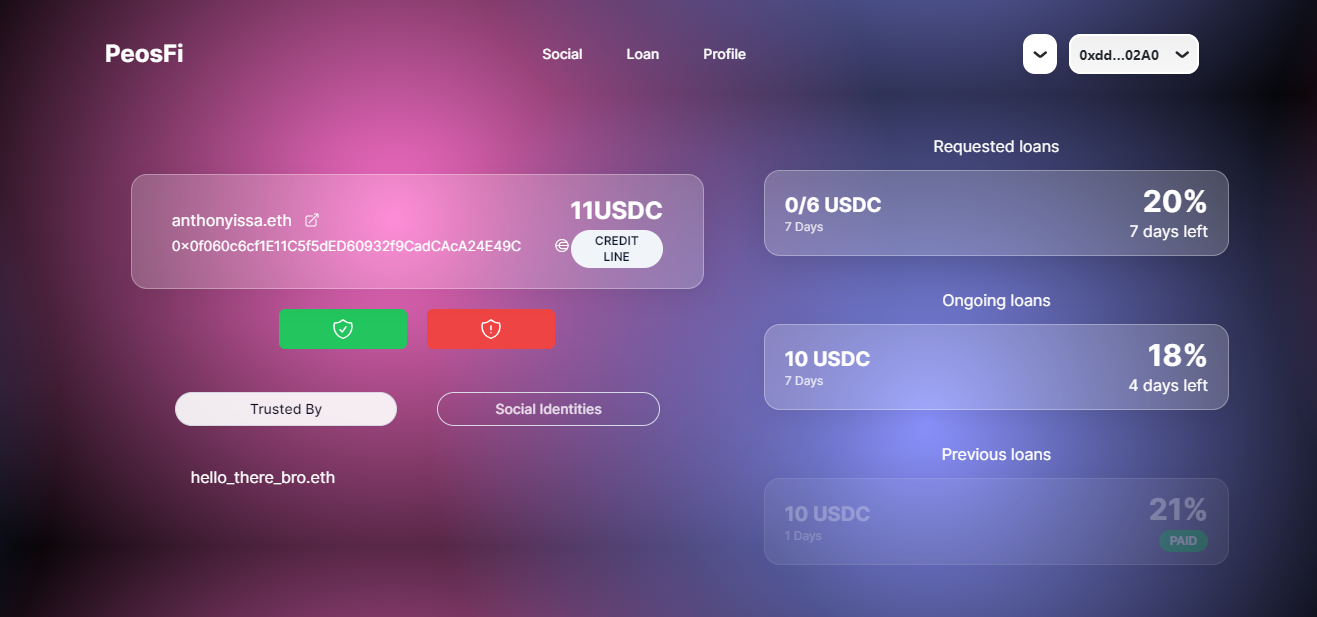 PeosFi
Social
Loan
Profile
0xdd...02A0
anthonyissa.eth
0x0f060c6cf1E11C5f5dED60932f9CadCAcA24E49C
11USDC
CREDIT
LINE
Trusted By
Social Identities
hello_there_bro.eth
Requested loans
0/6 USDC
7 Days
20%
7 days left
Ongoing loans
10 USDC
7 Days
18%
4 days left
Previous loans
10 USDC
1 Days
21%
PAID